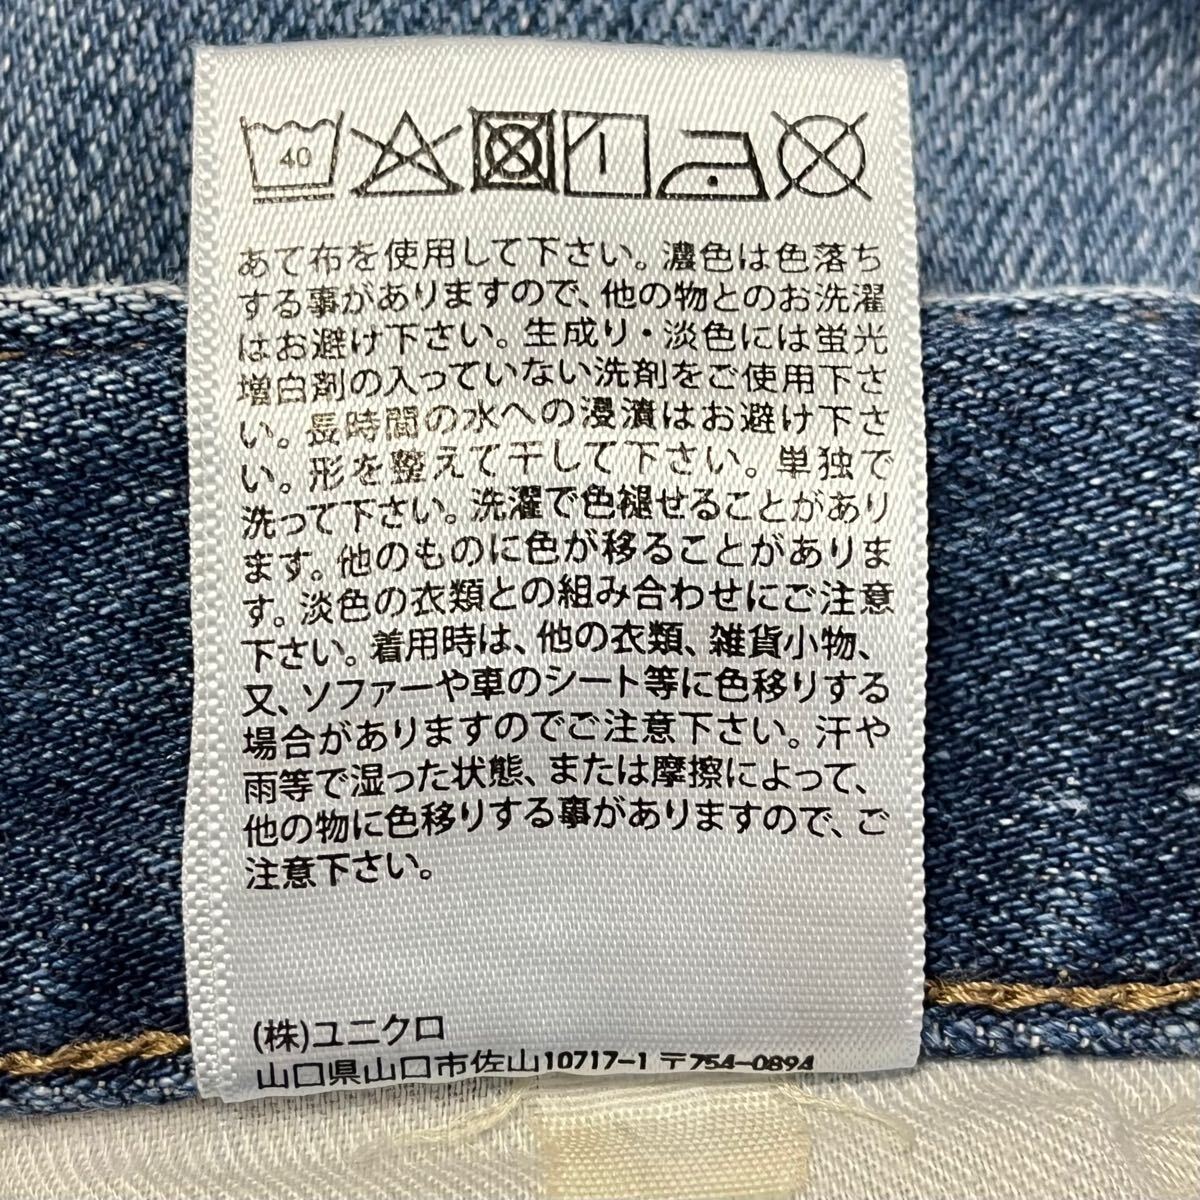 40
あて布を使用して下さい。濃色は色落ち
する事がありますので、他の物とのお洗濯
はお避け下さい。生成り・淡色には蛍光
増白剤の入っていない洗剤をご使用下さ
い。長時間の水への浸漬はお避け下さ
い。形を整えて干して下さい。単独で
洗って下さい。洗濯で色褪せることがあり
ます。他のものに色が移ることがありま
す。淡色の衣類との組み合わせにご注意
下さい。着用時は、他の衣類、雑貨小物、
又、ソファーや車のシート等に色移りする
場合がありますのでご注意下さい。汗や
雨等で湿った状態、または摩擦によって、
他の物に色移りする事がありますので、ご
注意下さい。
(株)ユニクロ
山口県山口市佐山10717-1 〒754-0894